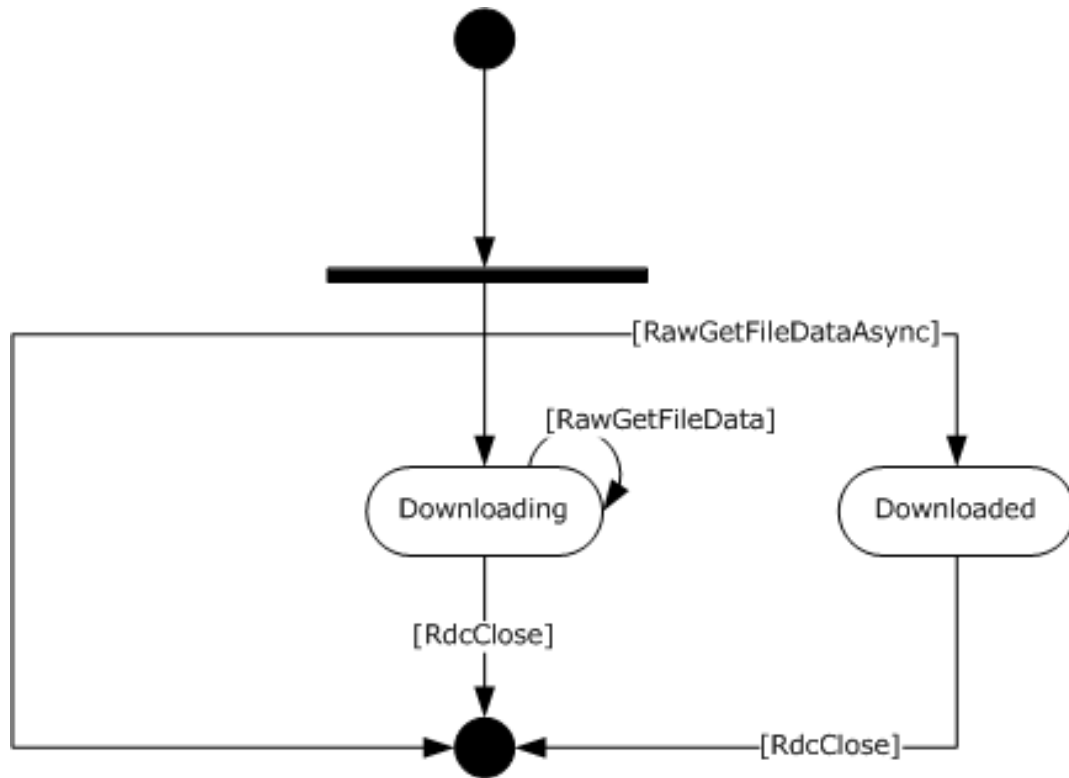 [RawGetFileDataAsync]
[RawGetFileData]
Downloading
Downloaded
[RdcClose]
[RdcClose]